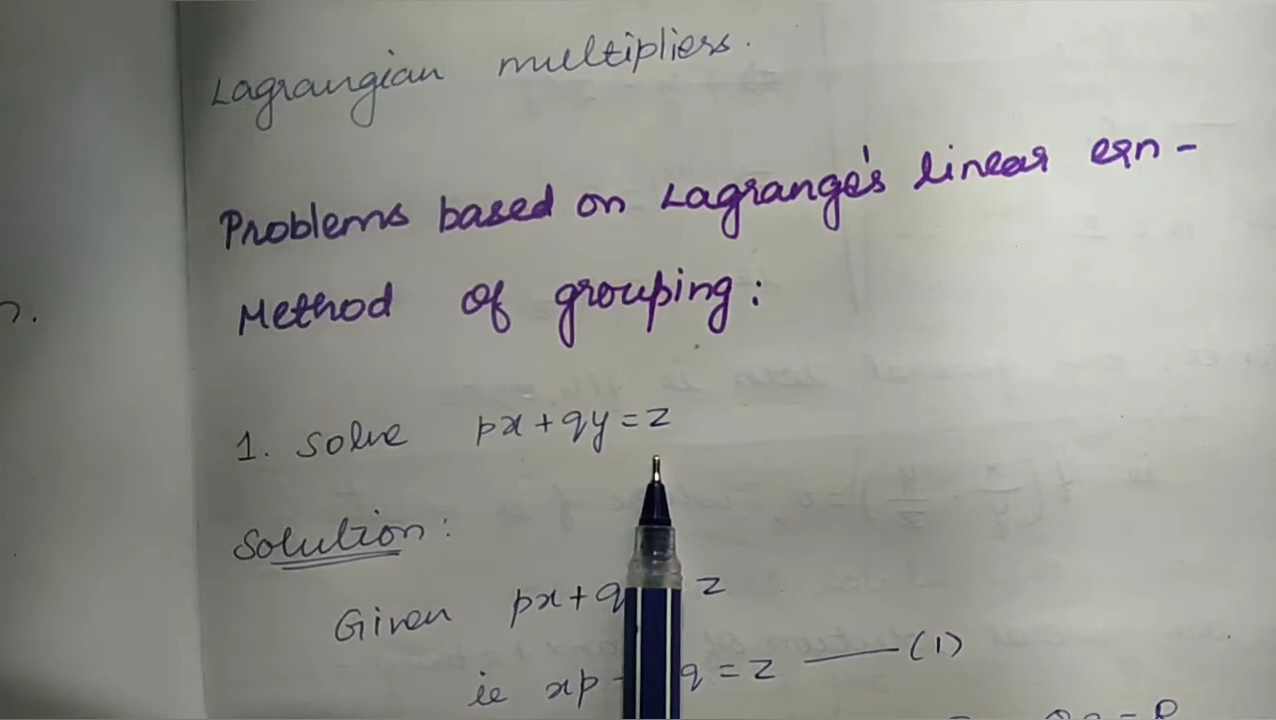 Lagrangian multipliers.
Problems based on Lagrange's linear eqn -
Method of grouping:
1. Solve px+qy=z
Solution:
Given px+q z
ie xp - q = z —— (1)
= R